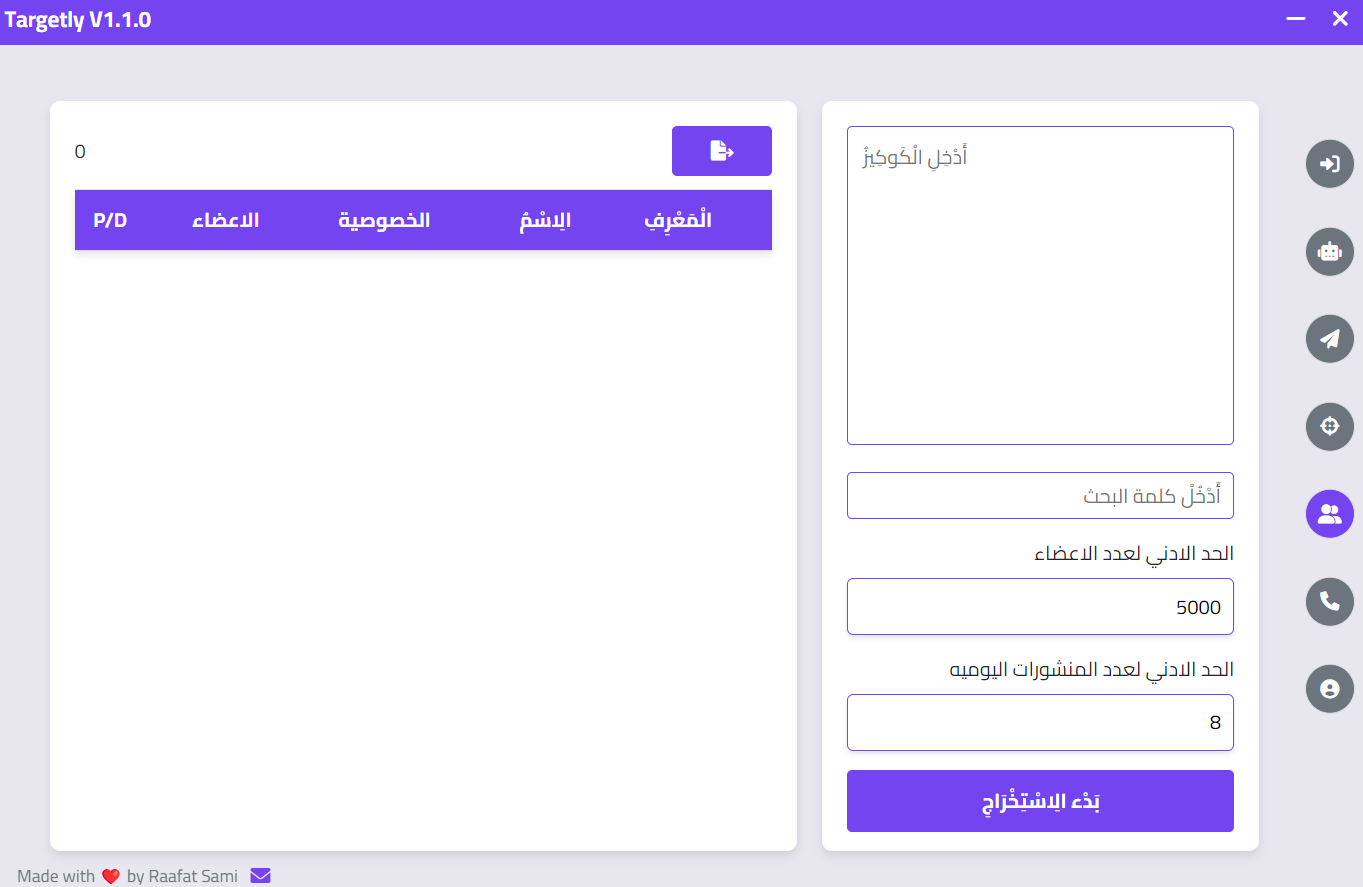 Targetly V1.1.0
0
P/D الاعضاء الخصوصية الِاسْمُ الْمَعْرِفِ
أَدْخِلِ الْكَوكِيزْ
أَدْخُلْ كلمة البحث
الحد الادني لعدد الاعضاء
5000
الحد الادني لعدد المنشورات اليوميه
8
بَدْء الِاسْتِخْرَاجِ
Made with ❤️ by Raafat Sami